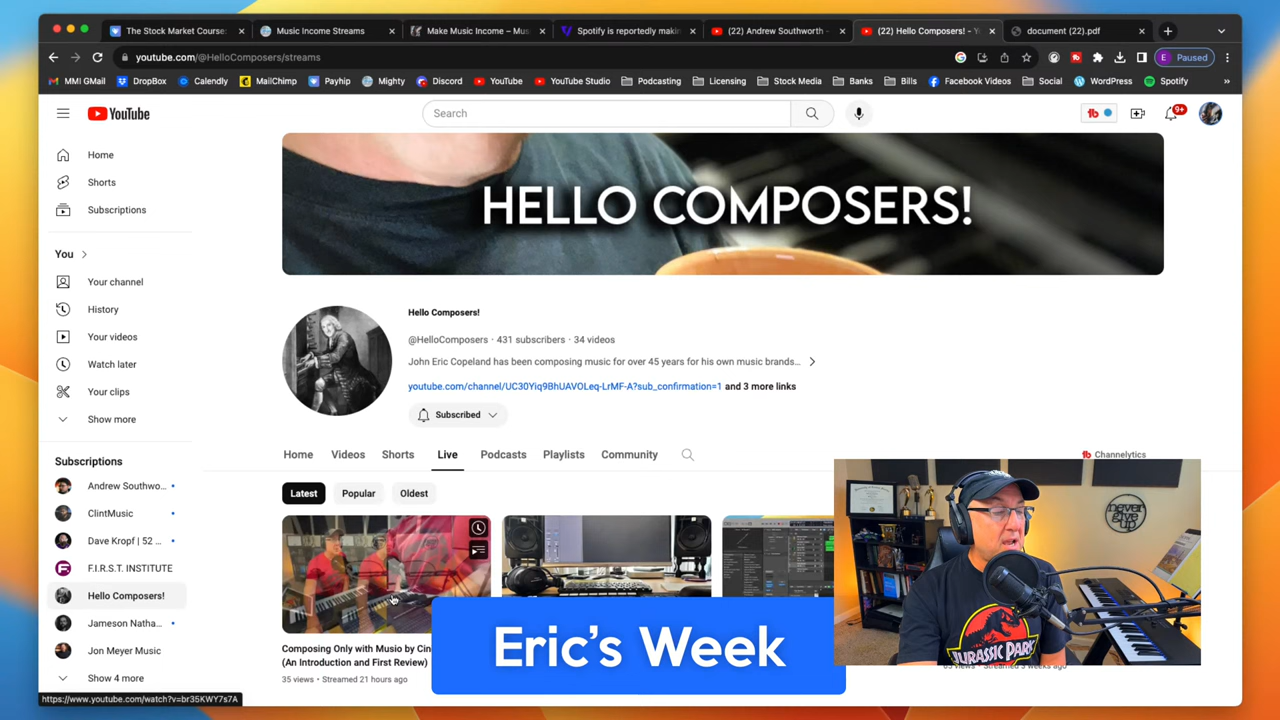 The Stock Market Course:
Music Income Streams
Make Music Income – Mus
Spotify is reportedly makin
(22) Andrew Southworth -
(22) Hello Composers! - Y
document (22).pdf
youtube.com/@HelloComposers/streams
E Paused
MMI GMail DropBox Calendly MailChimp Payhip Mighty Discord YouTube YouTube Studio Podcasting Licensing Stock Media Banks Bills Facebook Videos Social WordPress Spotify »
YouTube
Search
9+
Home
Shorts
Subscriptions
You
Your channel
History
Your videos
Watch later
Your clips
Show more
Subscriptions
Andrew Southwo...
ClintMusic
Dave Kropf | 52 ...
F.I.R.S.T. INSTITUTE
Hello Composers!
Jameson Natha...
Jon Meyer Music
Show 4 more
https://www.youtube.com/watch?v=br35KWY7s7A
HELLO COMPOSERS!
Hello Composers!
@HelloComposers · 431 subscribers · 34 videos
John Eric Copeland has been composing music for over 45 years for his own music brands...
youtube.com/channel/UC30Yiq9BhUAVOLeq-LrMF-A?sub_confirmation=1 and 3 more links
Subscribed
Home Videos Shorts Live Podcasts Playlists Community
Channelytics
Latest Popular Oldest
Composing Only with Musio by Cin
(An Introduction and First Review)
35 views · Streamed 21 hours ago
Eric's Week
never
give
up
JURASSIC PARK